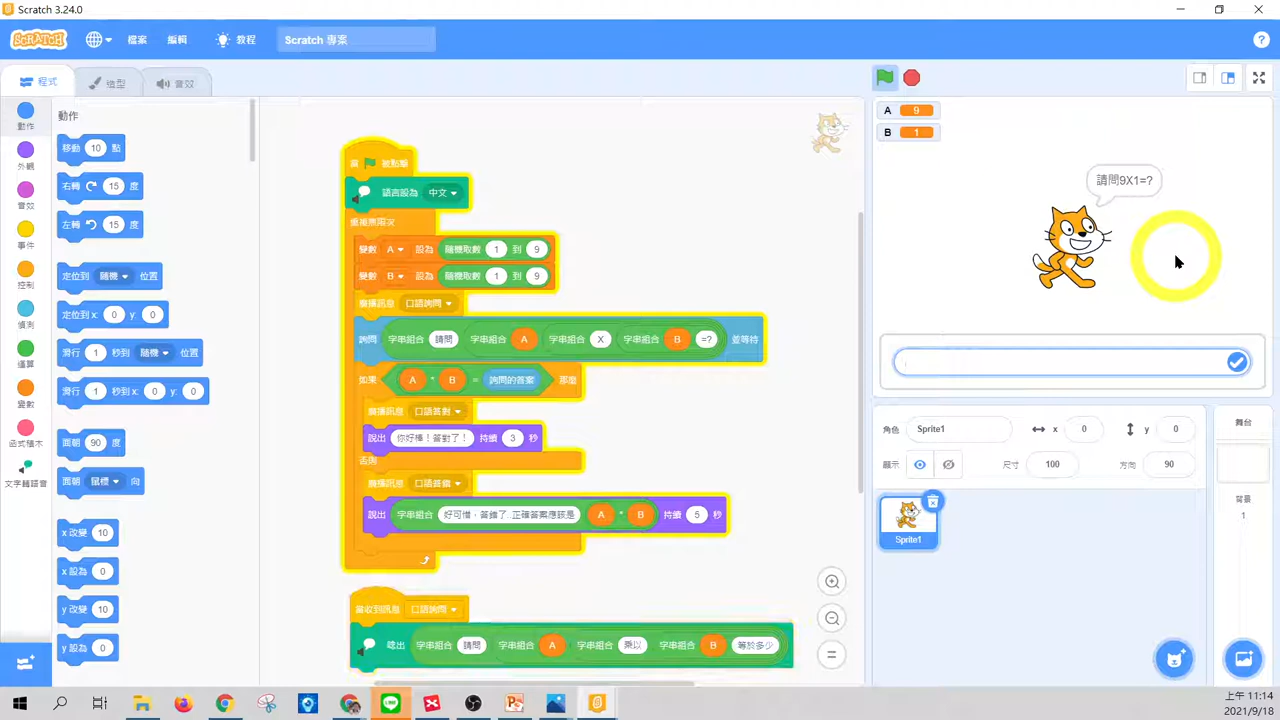 Scratch 3.24.0
SCRATCH
檔案
編輯
教程
Scratch 專案
程式
造型
音效
動作
外觀
音效
事件
控制
偵測
運算
變數
函式積木
文字轉語音
動作
移動 10 點
右轉 15 度
左轉 15 度
定位到 隨機 位置
定位到 x: 0 y: 0
滑行 1 秒到 隨機 位置
滑行 1 秒到 x: 0 y: 0
面朝 90 度
面朝 鼠標 向
x 改變 10
x 設為 0
y 改變 10
y 設為 0
當 被點擊
語言設為 中文
重複無限次
變數 A 設為 隨機取數 1 到 9
變數 B 設為 隨機取數 1 到 9
廣播訊息 口語詢問
詢問 字串組合 請問 字串組合 A 字串組合 X 字串組合 B =? 並等待
如果 A * B = 詢問的答案 那麼
廣播訊息 口語答對
說出 你好棒！答對了！ 持續 3 秒
否則
廣播訊息 口語答錯
說出 字串組合 好可惜，答錯了. 正確答案應該是 A * B 持續 5 秒
當收到訊息 口語詢問
唸出 字串組合 請問 字串組合 A 字串組合 乘以 字串組合 B 等於多少
A 9
B 1
請問9X1=?
角色 Sprite1 x 0 y 0
顯示 尺寸 100 方向 90
Sprite1
舞台
背景
1
上午 11:14
2021/9/18